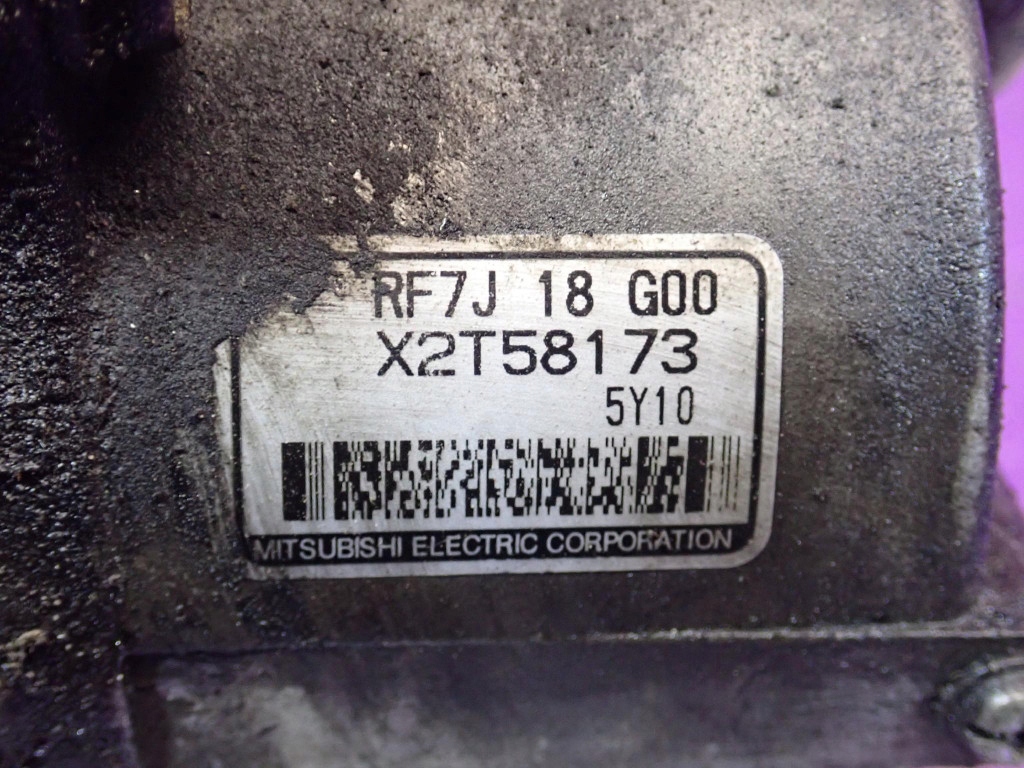 RF7J 18 G00
X2T58173
5Y10
MITSUBISHI ELECTRIC CORPORATION